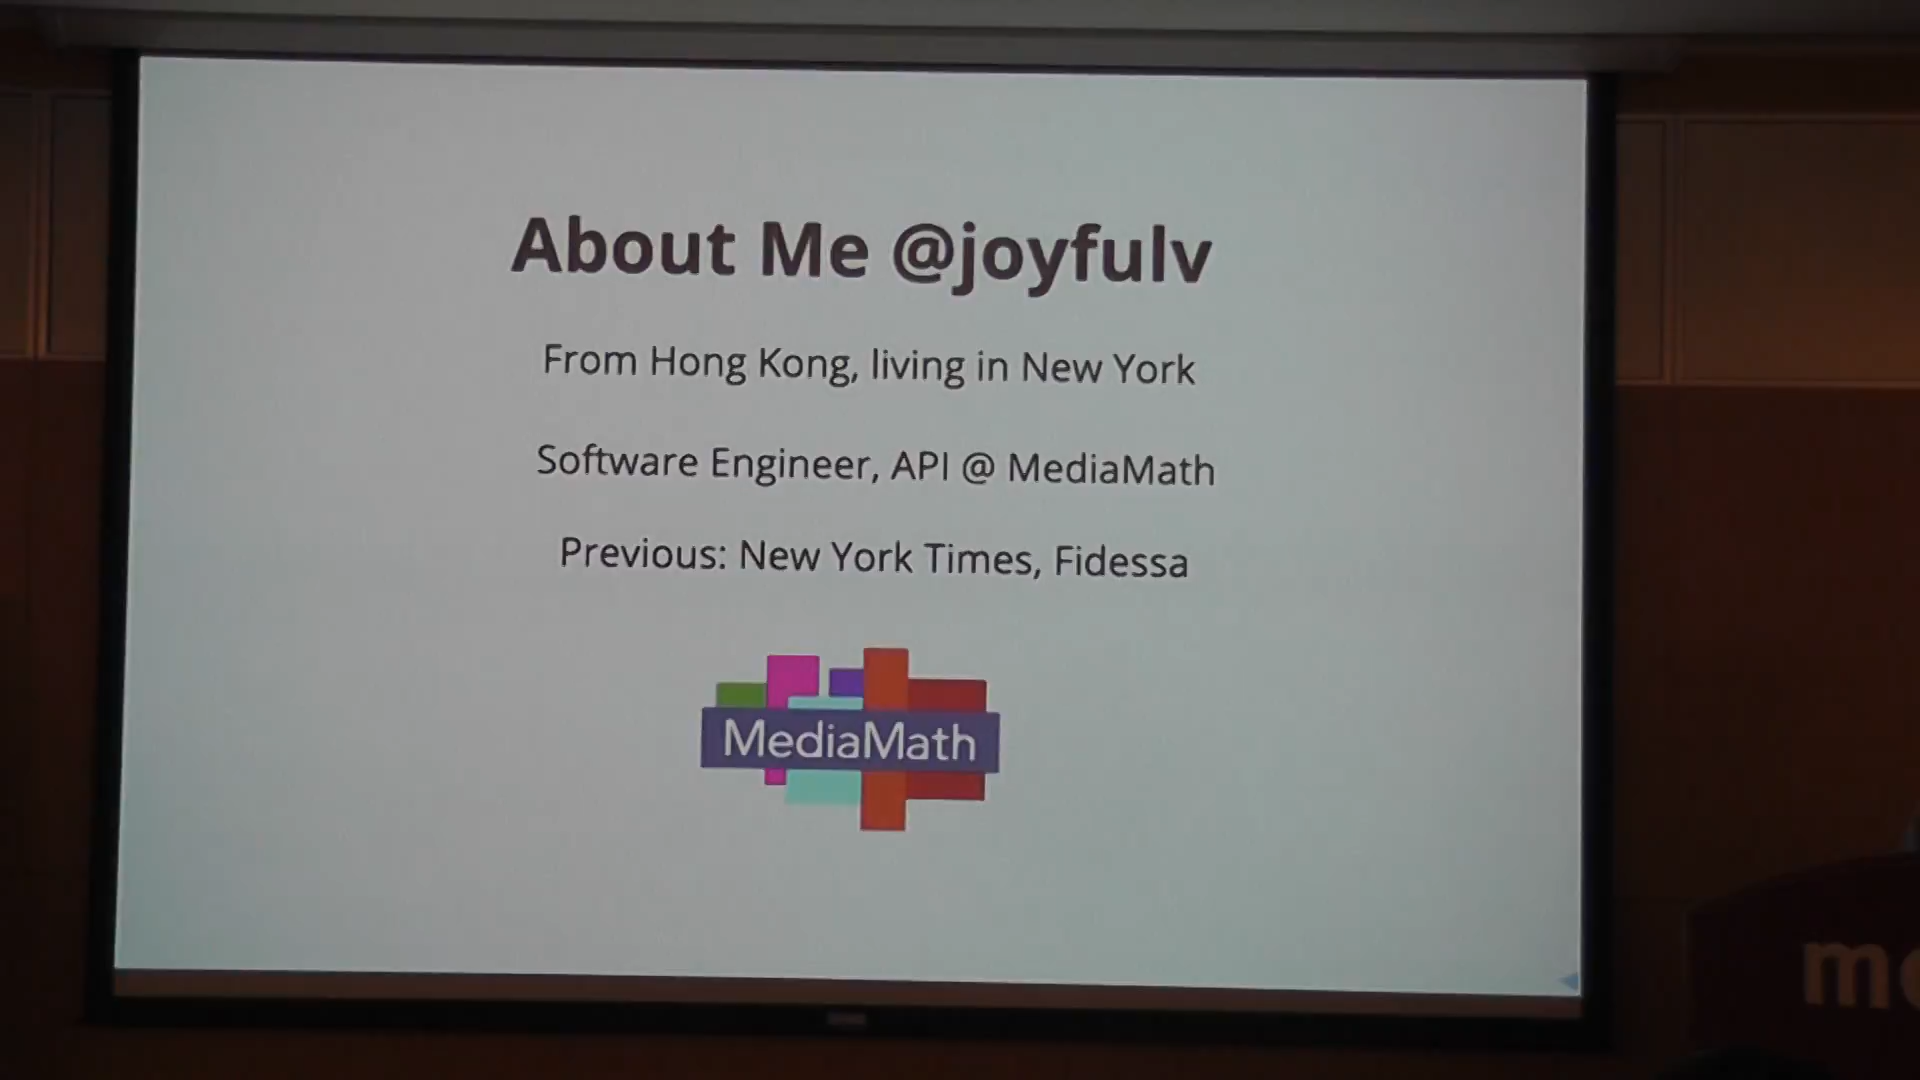 About Me @joyfulv
From Hong Kong, living in New York
Software Engineer, API @ MediaMath
Previous: New York Times, Fidessa
MediaMath